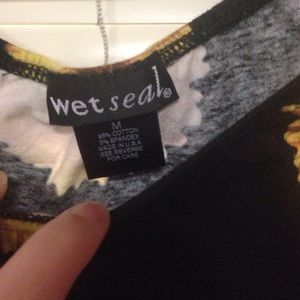 wet seal®
M
95% COTTON
5% SPANDEX
MADE IN U.S.A
SEE REVERSE
FOR CARE